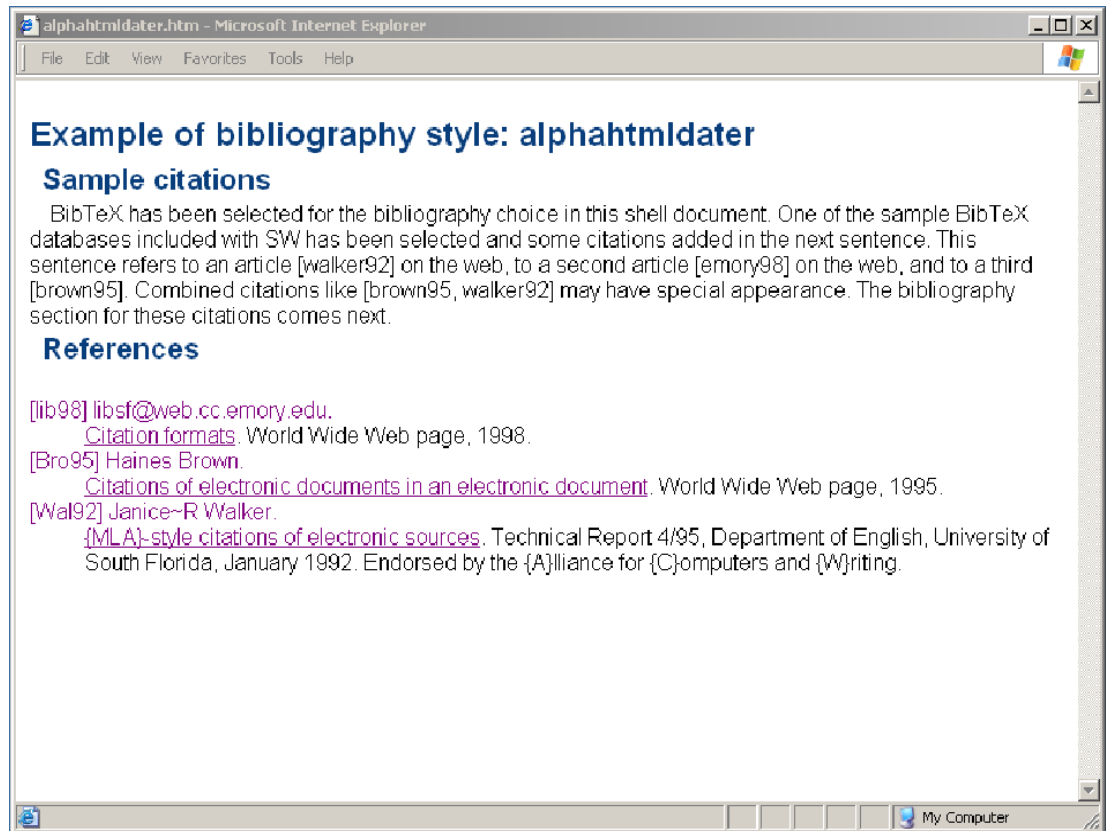 alphahtmldater.htm - Microsoft Internet Explorer
File Edit View Favorites Tools Help
Example of bibliography style: alphahtmldater
Sample citations
BibTeX has been selected for the bibliography choice in this shell document. One of the sample BibTeX
databases included with SW has been selected and some citations added in the next sentence. This
sentence refers to an article [walker92] on the web, to a second article [emory98] on the web, and to a third
[brown95]. Combined citations like [brown95, walker92] may have special appearance. The bibliography
section for these citations comes next.
References
[lib98] libsf@web.cc.emory.edu.
Citation formats. World Wide Web page, 1998.
[Bro95] Haines Brown.
Citations of electronic documents in an electronic document. World Wide Web page, 1995.
[Wal92] Janice~R Walker.
{MLA}-style citations of electronic sources. Technical Report 4/95, Department of English, University of
South Florida, January 1992. Endorsed by the {A}lliance for {C}omputers and {W}riting.
My Computer